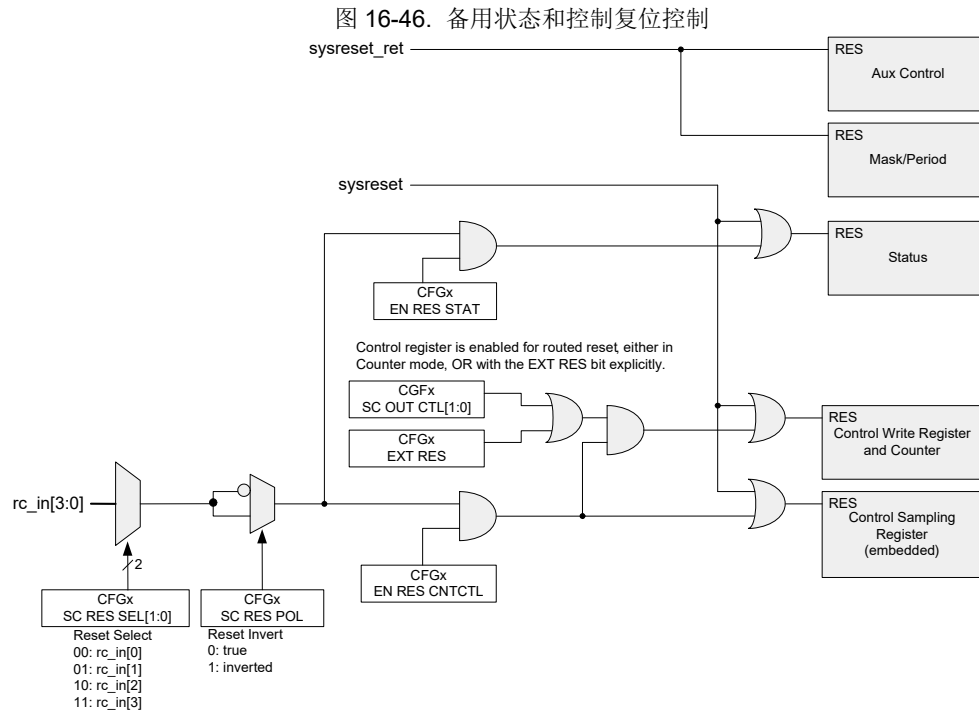 图 16-46. 备用状态和控制复位控制
sysreset_ret
RES
Aux Control
RES
Mask/Period
sysreset
RES
Status
CFGx
EN RES STAT
Control register is enabled for routed reset, either in
Counter mode, OR with the EXT RES bit explicitly.
CGFx
SC OUT CTL[1:0]
CFGx
EXT RES
RES
Control Write Register
and Counter
rc_in[3:0]
RES
Control Sampling
Register
(embedded)
2
CFGx
EN RES CNTCTL
CFGx
SC RES SEL[1:0]
CFGx
SC RES POL
Reset Select
00: rc_in[0]
01: rc_in[1]
10: rc_in[2]
11: rc_in[3]
Reset Invert
0: true
1: inverted